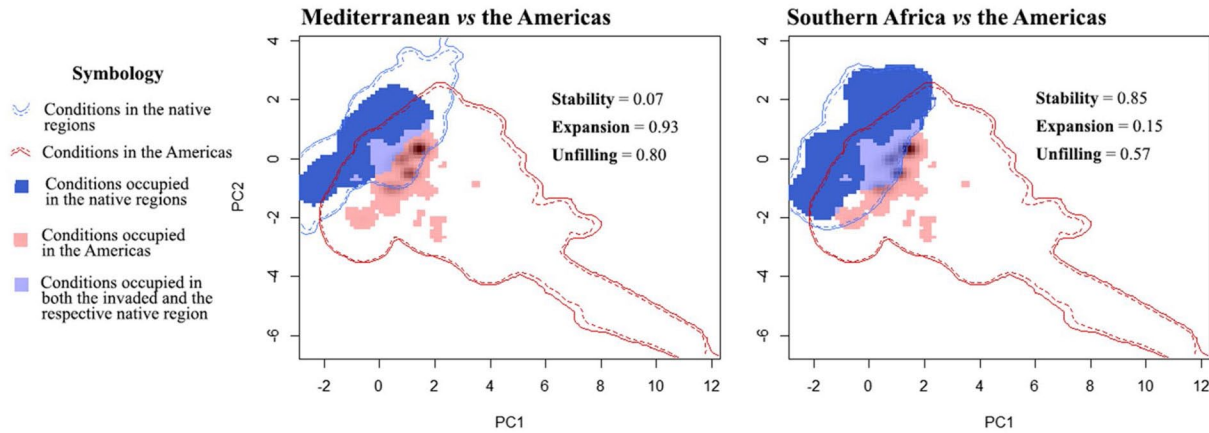 Mediterranean vs the Americas
Southern Africa vs the Americas
Symbology
Conditions in the native
regions
Conditions in the Americas
Conditions occupied
in the native regions
Conditions occupied
in the Americas
Conditions occupied in
both the invaded and the
respective native region
Stability = 0.07
Expansion = 0.93
Unfilling = 0.80
PC2
4
2
0
-2
-4
-6
-2 0 2 4 6 8 10 12
PC1
Stability = 0.85
Expansion = 0.15
Unfilling = 0.57
4
2
0
-2
-4
-6
-2 0 2 4 6 8 10 12
PC1